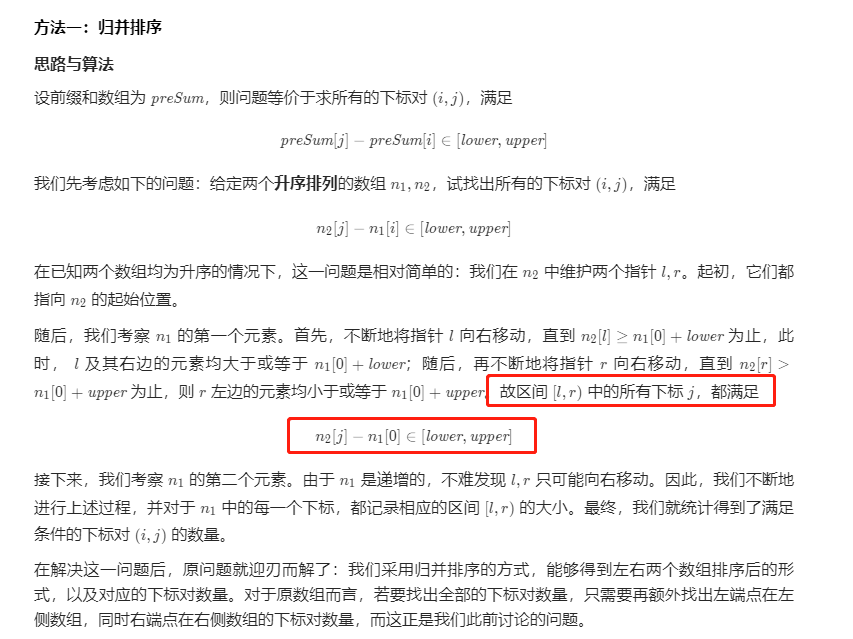 方法一：归并排序
思路与算法
设前缀和数组为 preSum，则问题等价于求所有的下标对 (i, j)，满足
preSum[j] − preSum[i] ∈ [lower, upper]
我们先考虑如下的问题：给定两个升序排列的数组 n₁, n₂，试找出所有的下标对 (i, j)，满足
n₂[j] − n₁[i] ∈ [lower, upper]
在已知两个数组均为升序的情况下，这一问题是相对简单的：我们在 n₂ 中维护两个指针 l, r。起初，它们都
指向 n₂ 的起始位置。
随后，我们考察 n₁ 的第一个元素。首先，不断地将指针 l 向右移动，直到 n₂[l] ≥ n₁[0] + lower 为止，此
时， l 及其右边的元素均大于或等于 n₁[0] + lower；随后，再不断地将指针 r 向右移动，直到 n₂[r] >
n₁[0] + upper 为止，则 r 左边的元素均小于或等于 n₁[0] + upper。故区间 [l, r) 中的所有下标 j，都满足
n₂[j] − n₁[0] ∈ [lower, upper]
接下来，我们考察 n₁ 的第二个元素。由于 n₁ 是递增的，不难发现 l, r 只可能向右移动。因此，我们不断地
进行上述过程，并对于 n₁ 中的每一个下标，都记录相应的区间 [l, r) 的大小。最终，我们就统计得到了满足
条件的下标对 (i, j) 的数量。
在解决这一问题后，原问题就迎刃而解了：我们采用归并排序的方式，能够得到左右两个数组排序后的形
式，以及对应的下标对数量。对于原数组而言，若要找出全部的下标对数量，只需要再额外找出左端点在左
侧数组，同时右端点在右侧数组的下标对数量，而这正是我们此前讨论的问题。